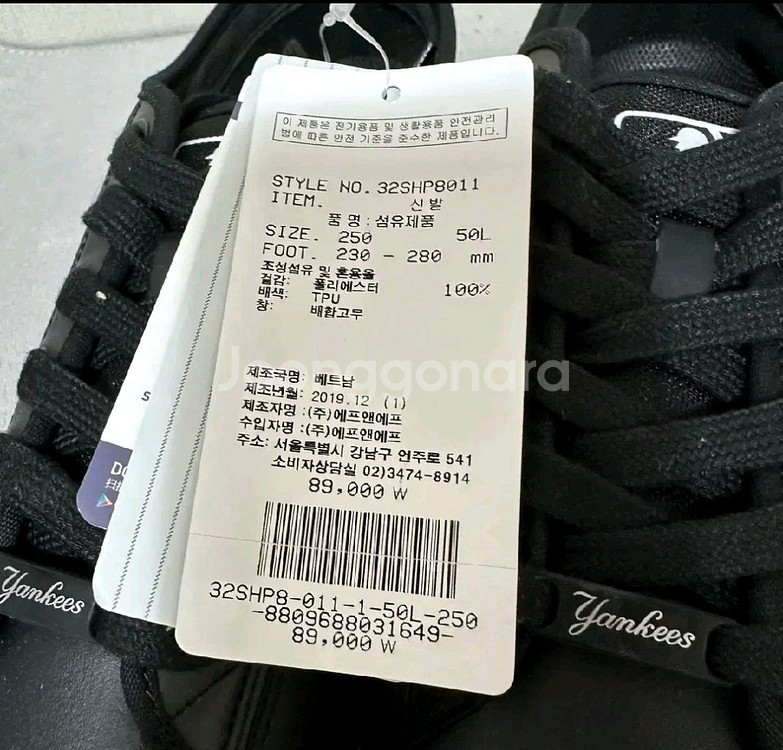 이 제품은 전기용품 및 생활용품 안전관리
법에 따른 안전 기준을 준수한 제품입니다.
STYLE NO. 32SHP8011
ITEM. 신발
품 명 : 섬유제품
SIZE. 250 50L
FOOT. 230 - 280 mm
조성섬유 및 혼용율
겉감: 폴리에스터 100%
배색: TPU
창: 배합고무
Joonggonara
제조국명: 베트남
제조년월: 2019.12 (1)
제조자명 :(주)에프앤에프
수입자명 :(주)에프앤에프
주소: 서울특별시 강남구 언주로 541
소비자상담실 02)3474-8914
89,000 W
32SHP8-011-1-50L-250
-8809688031649-
89,000 W
Yankees
Yankees